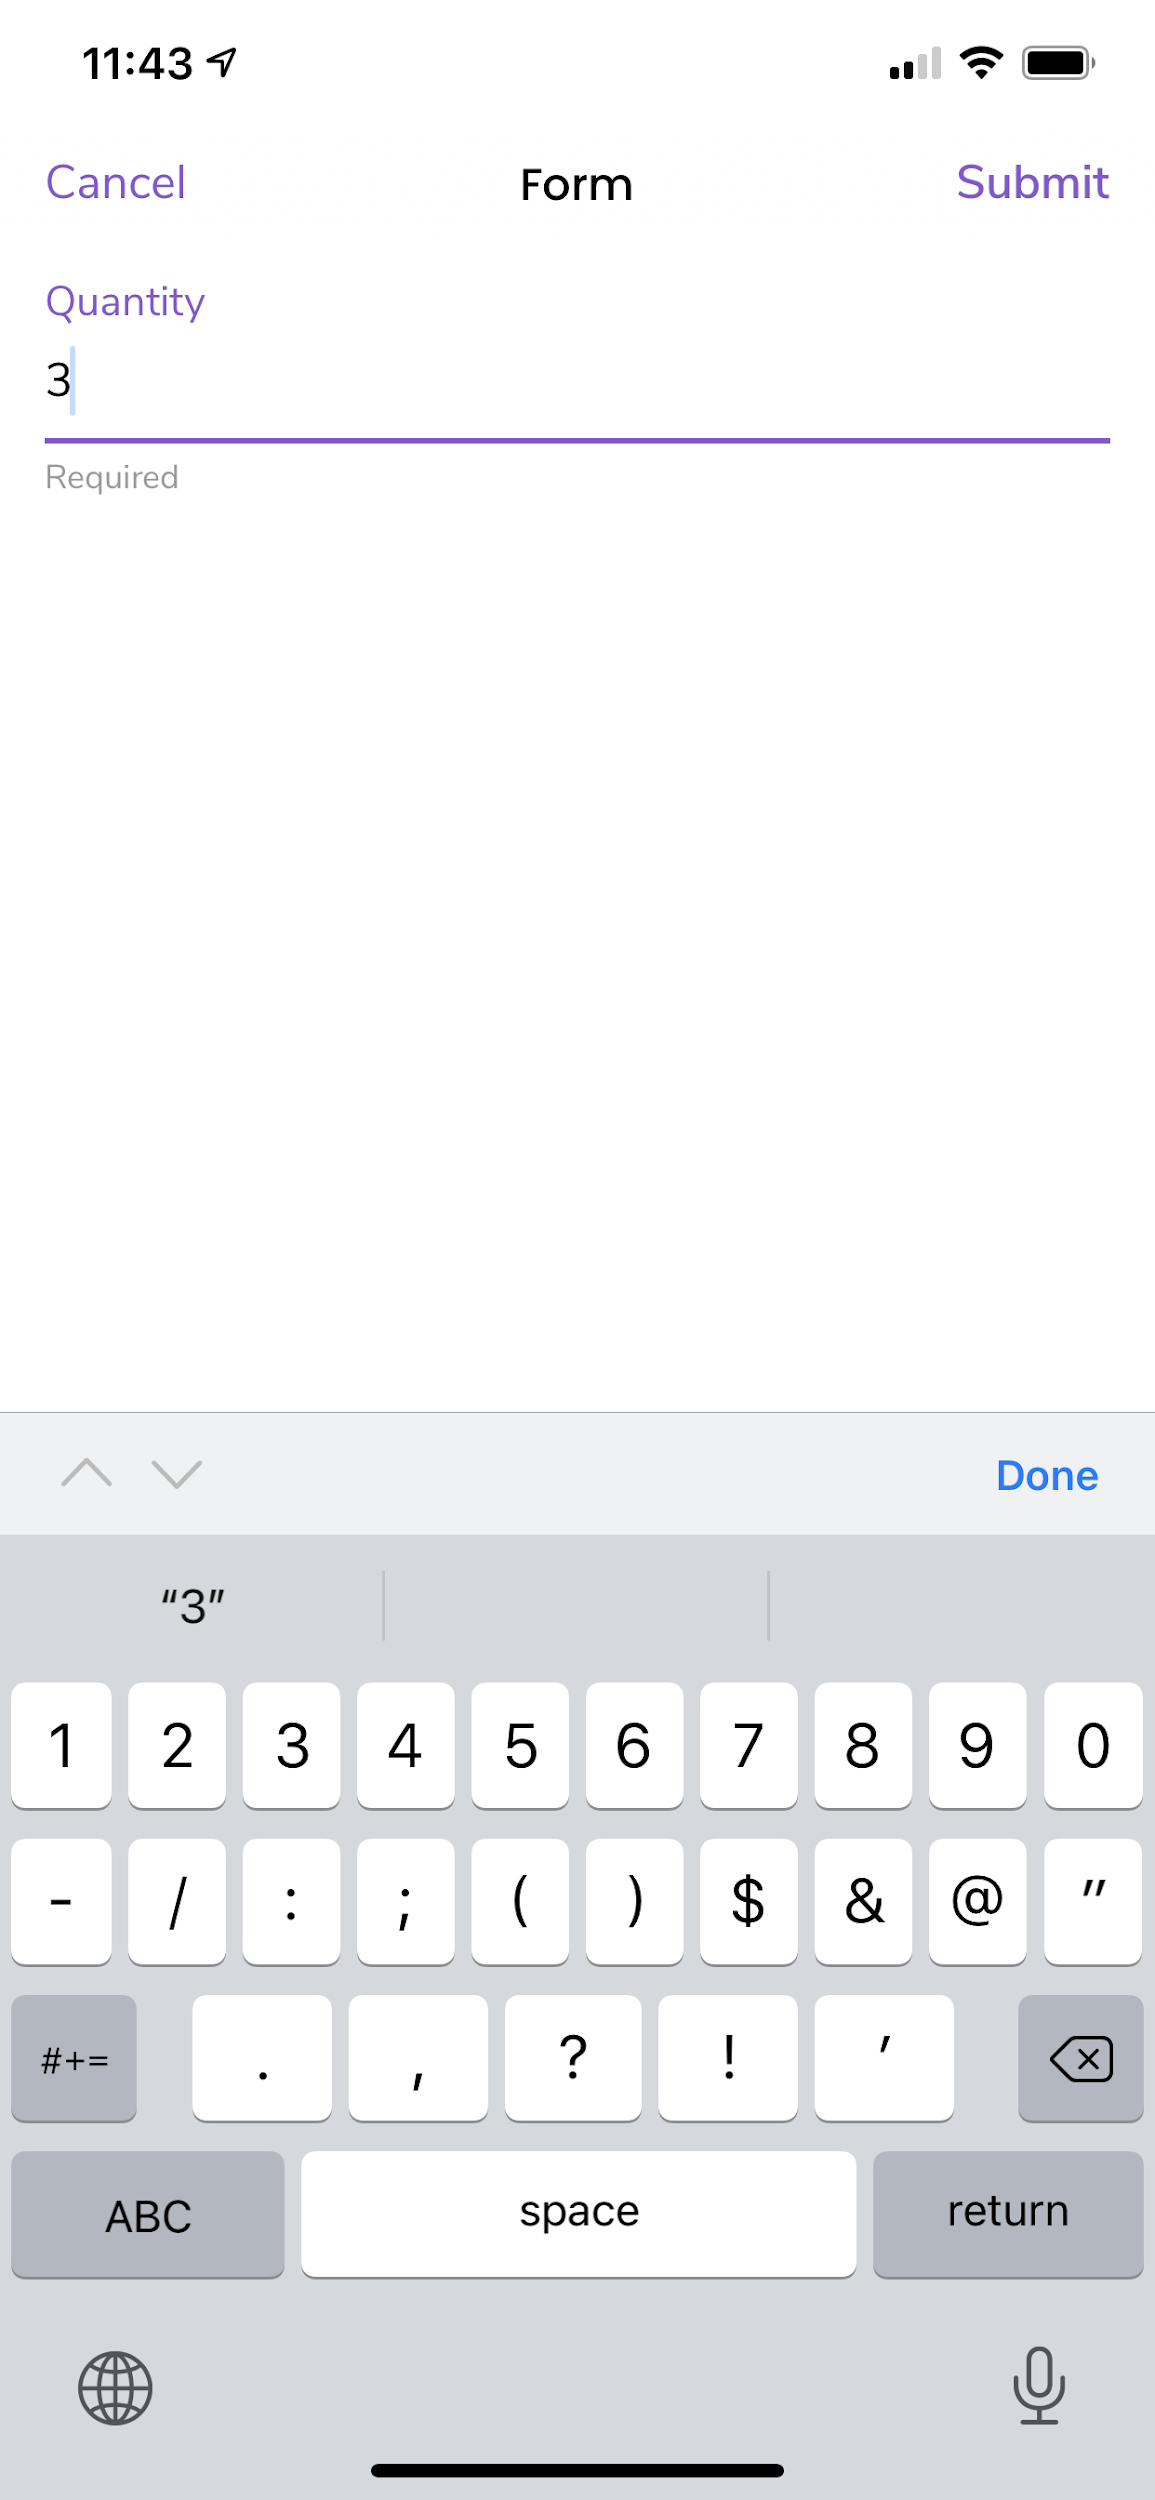 11:43
Cancel Form Submit
Quantity
3
Required
Done
“3”
1 2 3 4 5 6 7 8 9 0
- / : ; ( ) $ & @ "
#+= . , ? ! '
ABC space return